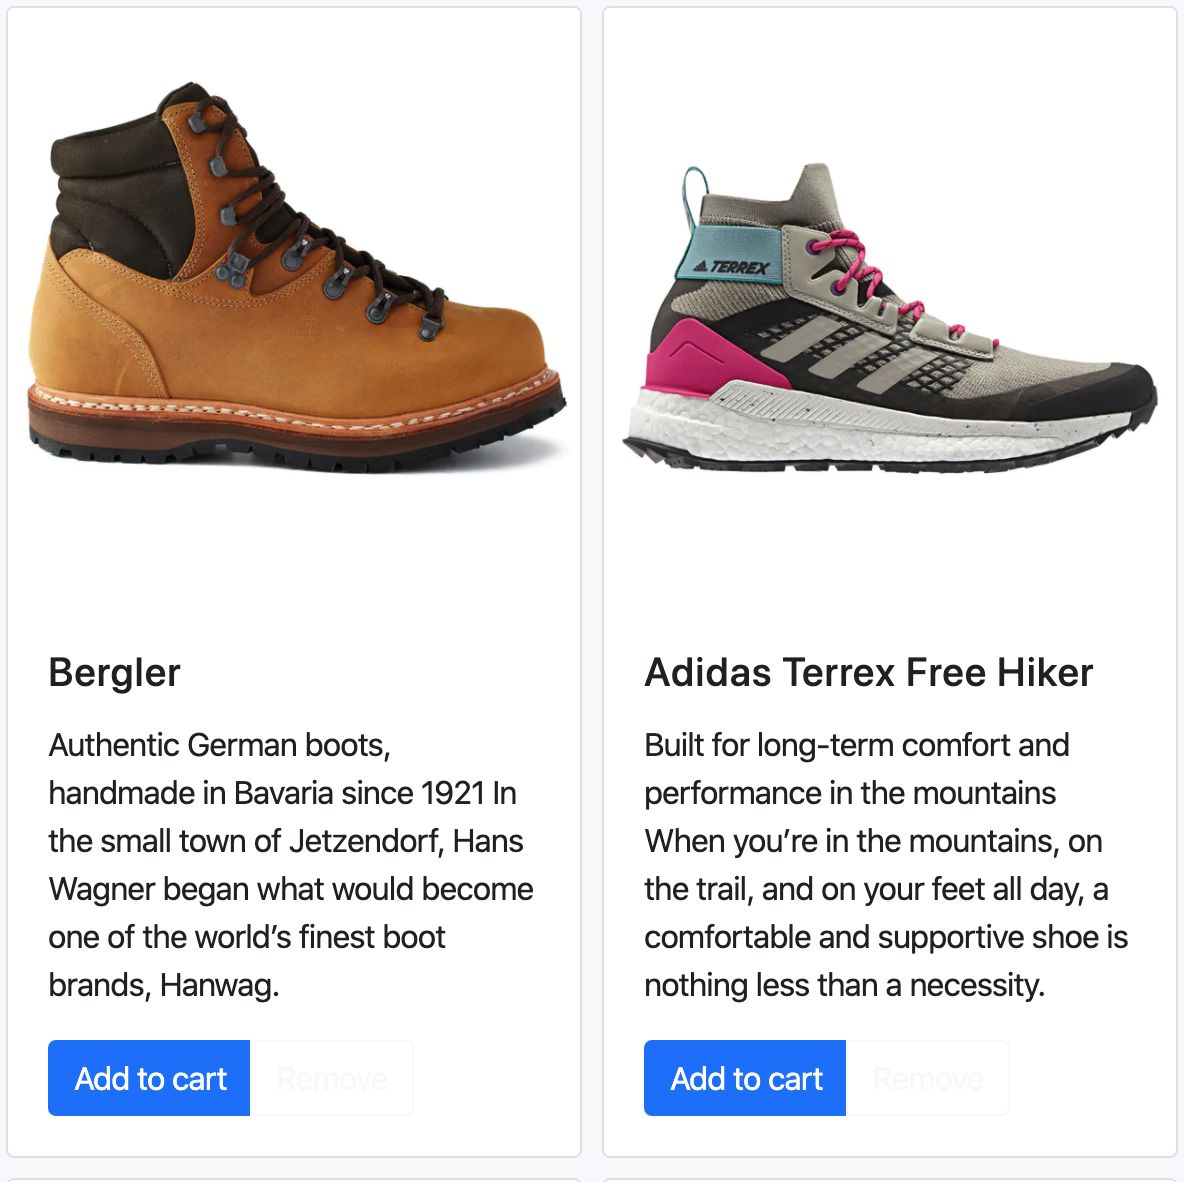 TERREX
Bergler
Authentic German boots,
handmade in Bavaria since 1921 In
the small town of Jetzendorf, Hans
Wagner began what would become
one of the world’s finest boot
brands, Hanwag.
Add to cart
Remove
Adidas Terrex Free Hiker
Built for long-term comfort and
performance in the mountains
When you’re in the mountains, on
the trail, and on your feet all day, a
comfortable and supportive shoe is
nothing less than a necessity.
Add to cart
Remove